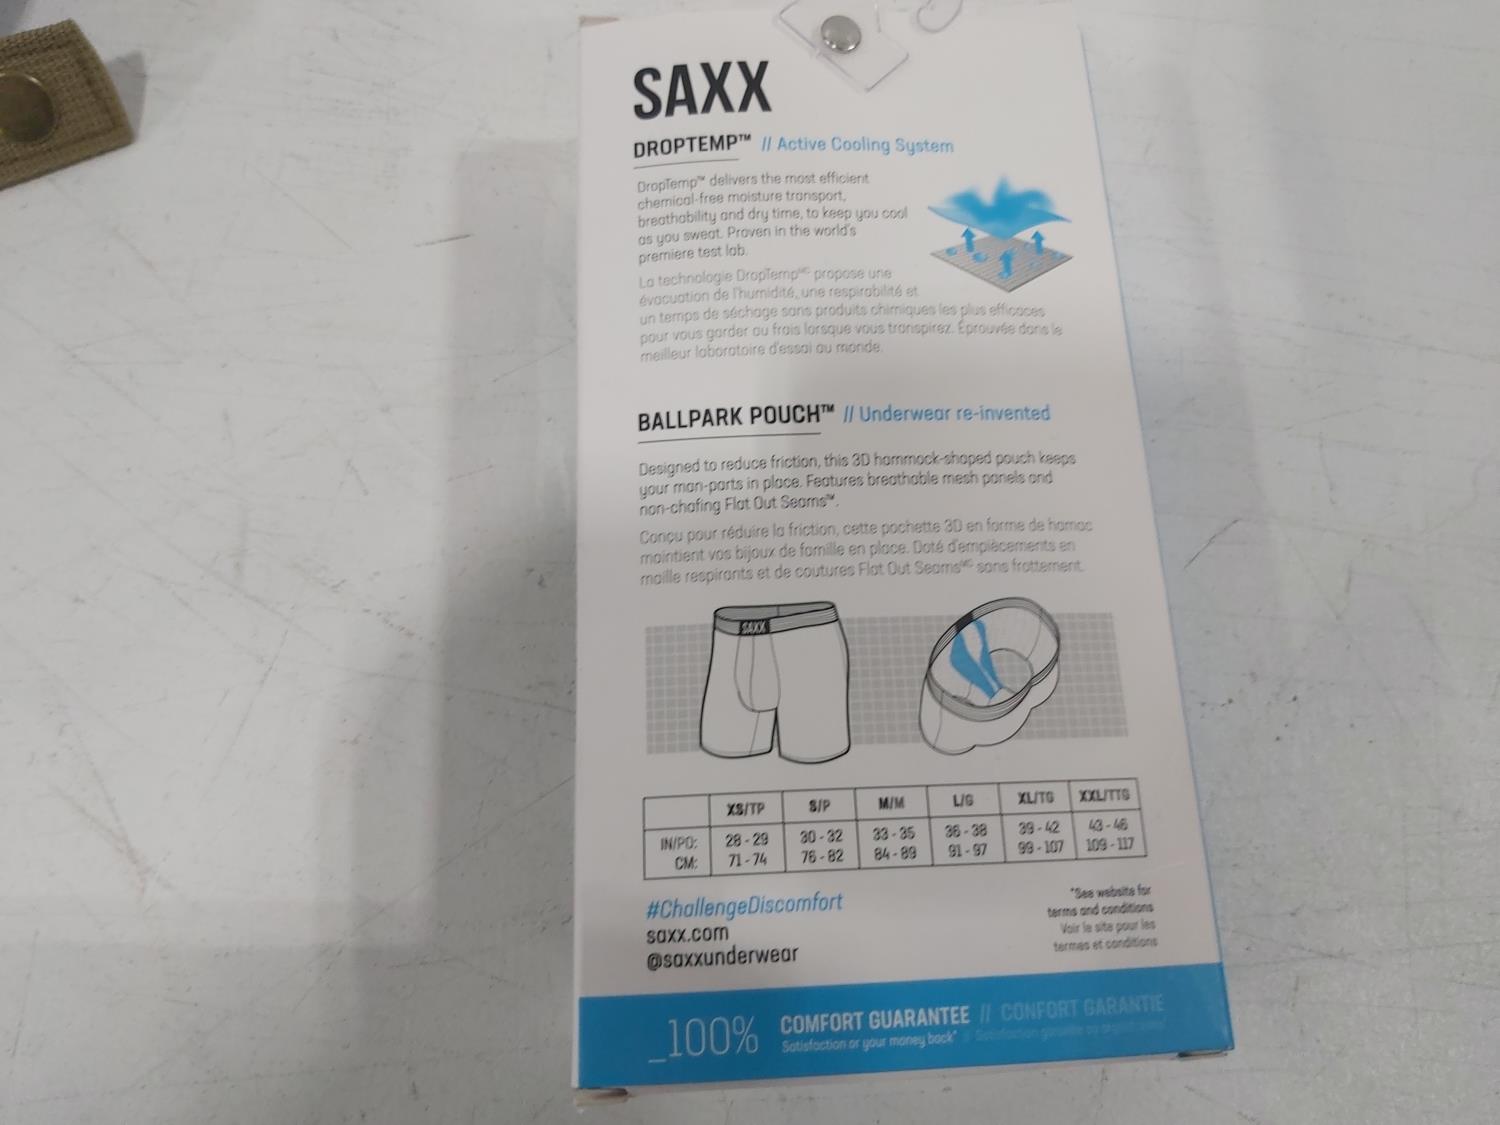 SAXX
DROPTEMP™ // Active Cooling System
DropTemp™ delivers the most efficient
chemical-free moisture transport,
breathability and dry time, to keep you cool
as you sweat. Proven in the world's
premiere test lab.
La technologie DropTempMC propose une
évacuation de l'humidité, une respirabilité et
un temps de séchage sans produits chimiques les plus efficaces
pour vous garder au frais lorsque vous transpirez. Éprouvée dans le
meilleur laboratoire d'essai au monde.
BALLPARK POUCH™ // Underwear re-invented
Designed to reduce friction, this 3D hammock-shaped pouch keeps
your man-parts in place. Features breathable mesh panels and
non-chafing Flat Out Seams™.
Conçu pour réduire la friction, cette pochette 3D en forme de hamac
maintient vos bijoux de famille en place. Doté d'empiècements en
maille respirants et de coutures Flat Out SeamsMC sans frottement.
SAXX
XS/TP S/P M/M L/G XL/TG XXL/TTG
IN/PO: 28 - 29 30 - 32 33 - 35 36 - 38 39 - 42 43 - 46
CM: 71 - 74 76 - 82 84 - 89 91 - 97 99 - 107 109 - 117
#ChallengeDiscomfort
saxx.com
@saxxunderwear
*See website for
terms and conditions
Voir le site pour les
termes et conditions
_100% COMFORT GUARANTEE // CONFORT GARANTIE
Satisfaction or your money back* // Satisfaction garantie ou argent remis*